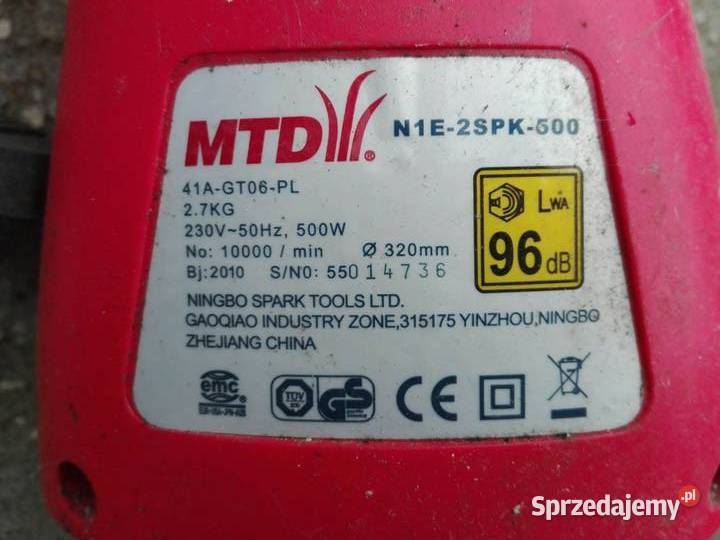 MTD® N1E-2SPK-500
41A-GT06-PL
2.7KG
230V~50Hz, 500W
No: 10000 / min Ø 320mm
Bj:2010 S/N0: 55014736
LWA
96 dB
NINGBO SPARK TOOLS LTD.
GAOQIAO INDUSTRY ZONE,315175 YINZHOU,NINGBO
ZHEJIANG CHINA
emc TÜV GS CE
Sprzedajemy.pl